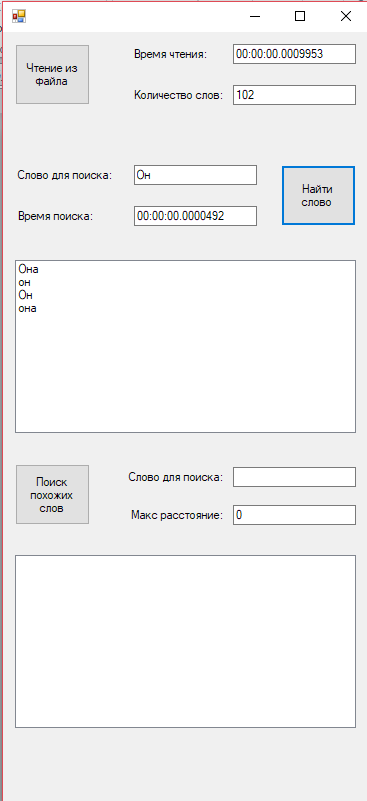 Чтение из
файла
Время чтения:
00:00:00.0009953
Количество слов:
102
Слово для поиска:
Он
Время поиска:
00:00:00.0000492
Найти
слово
Она
он
Он
она
Поиск
похожих
слов
Слово для поиска:
Макс расстояние:
0